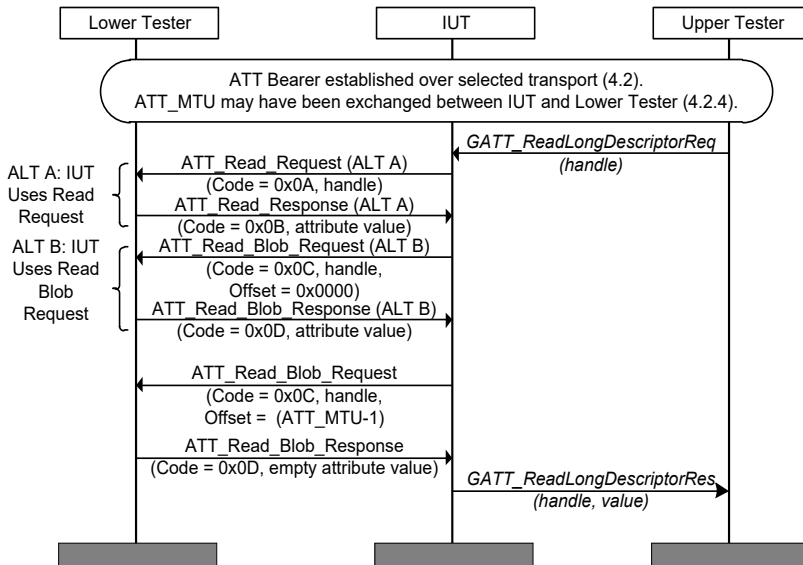 Lower Tester
IUT
Upper Tester
ATT Bearer established over selected transport (4.2).
ATT_MTU may have been exchanged between IUT and Lower Tester (4.2.4).
GATT_ReadLongDescriptorReq
(handle)
ALT A: IUT
Uses Read
Request
ATT_Read_Request (ALT A)
(Code = 0x0A, handle)
ATT_Read_Response (ALT A)
(Code = 0x0B, attribute value)
ALT B: IUT
Uses Read
Blob
Request
ATT_Read_Blob_Request (ALT B)
(Code = 0x0C, handle,
Offset = 0x0000)
ATT_Read_Blob_Response (ALT B)
(Code = 0x0D, attribute value)
ATT_Read_Blob_Request
(Code = 0x0C, handle,
Offset = (ATT_MTU-1)
ATT_Read_Blob_Response
(Code = 0x0D, empty attribute value)
GATT_ReadLongDescriptorRes
(handle, value)